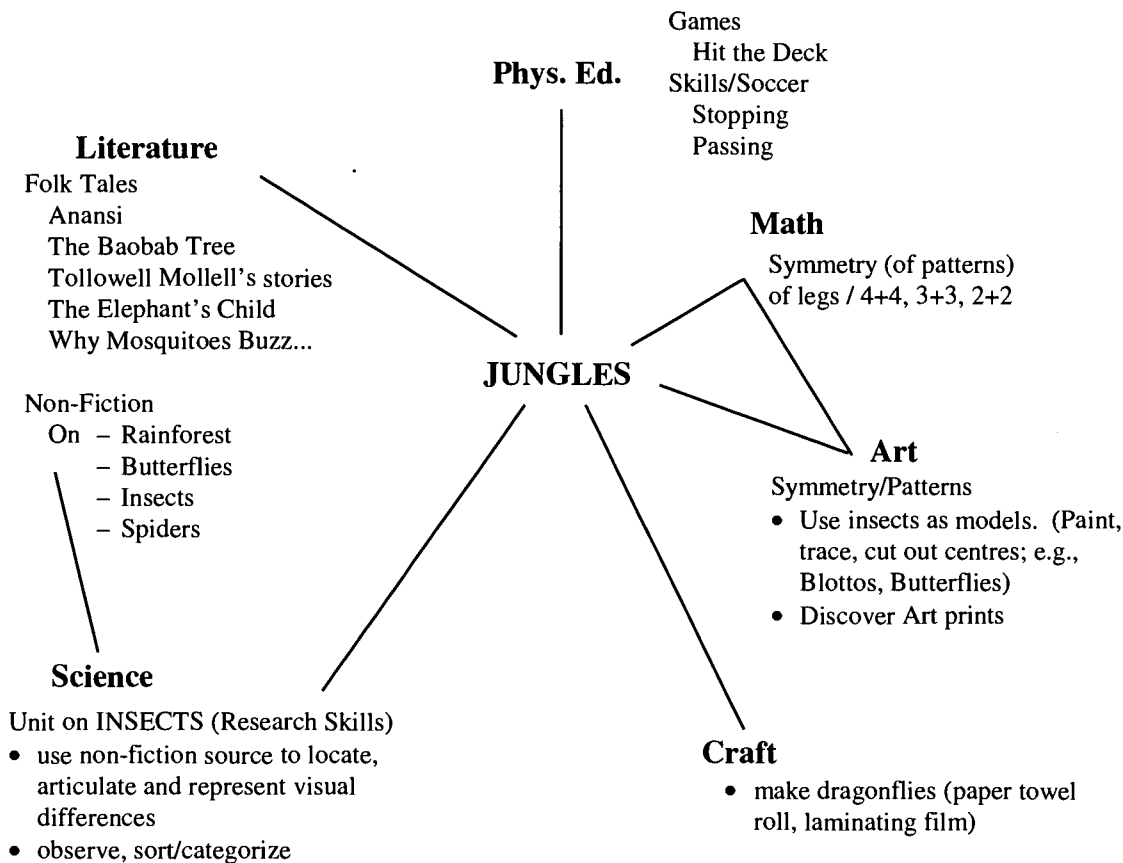 Phys. Ed.
Games
Hit the Deck
Skills/Soccer
Stopping
Passing
Literature
Folk Tales
Anansi
The Baobab Tree
Tollowell Mollell's stories
The Elephant's Child
Why Mosquitoes Buzz...
Non-Fiction
On – Rainforest
– Butterflies
– Insects
– Spiders
Math
Symmetry (of patterns)
of legs / 4+4, 3+3, 2+2
JUNGLES
Art
Symmetry/Patterns
• Use insects as models. (Paint,
trace, cut out centres; e.g.,
Blottos, Butterflies)
• Discover Art prints
Science
Unit on INSECTS (Research Skills)
• use non-fiction source to locate,
articulate and represent visual
differences
• observe, sort/categorize
Craft
• make dragonflies (paper towel
roll, laminating film)